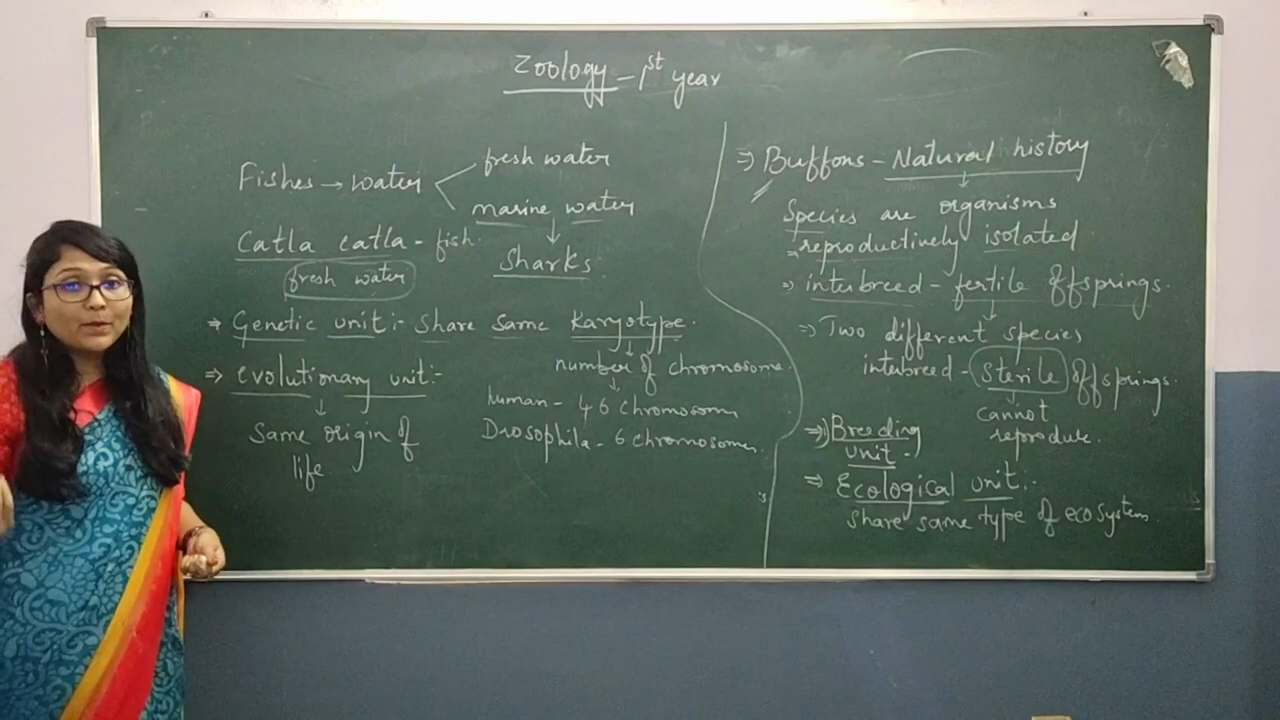 Zoology - 1st year
Fishes → water
fresh water
marine water
↓
Sharks
Catla catla - fish.
fresh water
⇒ Genetic unit:- Share Same Karyotype.
↓
number of chromosome.
↓
human - 46 chromosom
Drosophila - 6 chromosomes.
⇒ evolutionary unit:-
↓
Same origin of
life
⇒ Buffons - Natural history
↓
Species are organisms
→ reproductively isolated.
⇒ interbreed - fertile offsprings.
↓
⇒ Two different species
interbreed - Sterile offsprings.
↓
cannot
reproduce.
⇒ Breeding
unit -
⇒ Ecological unit:-
Share same type of ecosystem.